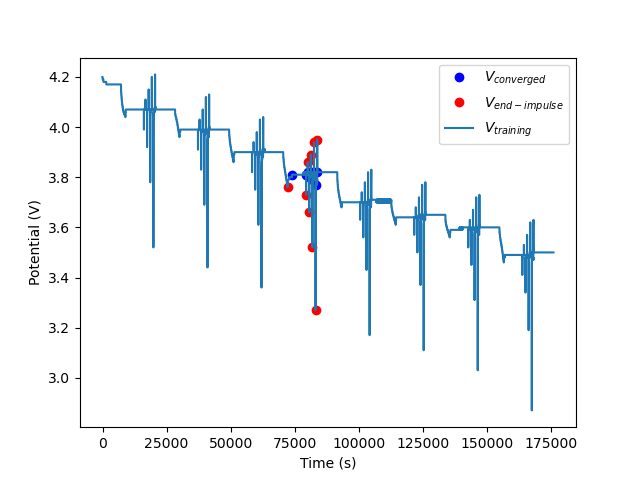 V_converged
V_end−impulse
V_training
4.2
4.0
3.8
3.6
3.4
3.2
3.0
Potential (V)
0 25000 50000 75000 100000 125000 150000 175000
Time (s)